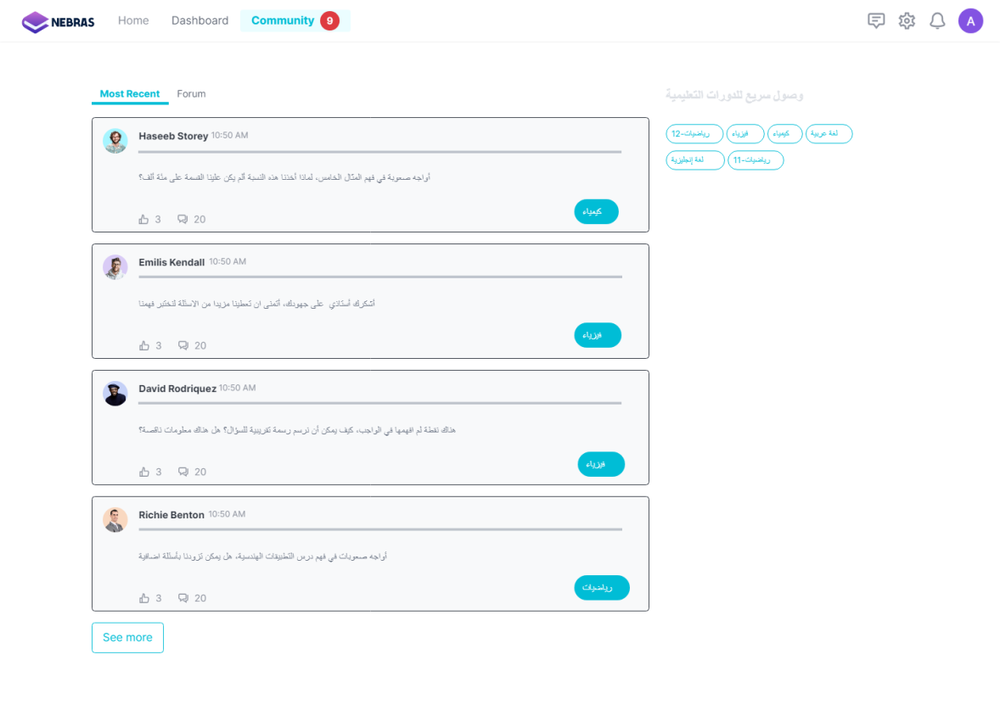 NEBRAS
Home
Dashboard
Community 9
A
Most Recent
Forum
Haseeb Storey 10:50 AM
أواجه صعوبة في فهم المثال الخامس، لماذا أخذنا هذه النسبة ألم يكن علينا القسمة على مئة ألف؟
3
20
كيمياء
Emilis Kendall 10:50 AM
أشكرك أستاذي على جهودك، أتمنى ان تعطينا مزيدا من الاسئلة لنختبر فهمنا
3
20
فيزياء
David Rodriquez 10:50 AM
هناك نقطة لم افهمها في الواجب، كيف يمكن أن نرسم رسمة تقريبية للسؤال؟ هل هناك معلومات ناقصة؟
3
20
فيزياء
Richie Benton 10:50 AM
أواجه صعوبات في فهم درس التطبيقات الهندسية، هل يمكن تزودنا بأسئلة اضافية
3
20
رياضيات
See more
وصول سريع للدورات التعليمية
رياضيات-12
فيزياء
كيمياء
لغة عربية
لغة إنجليزية
رياضيات-11